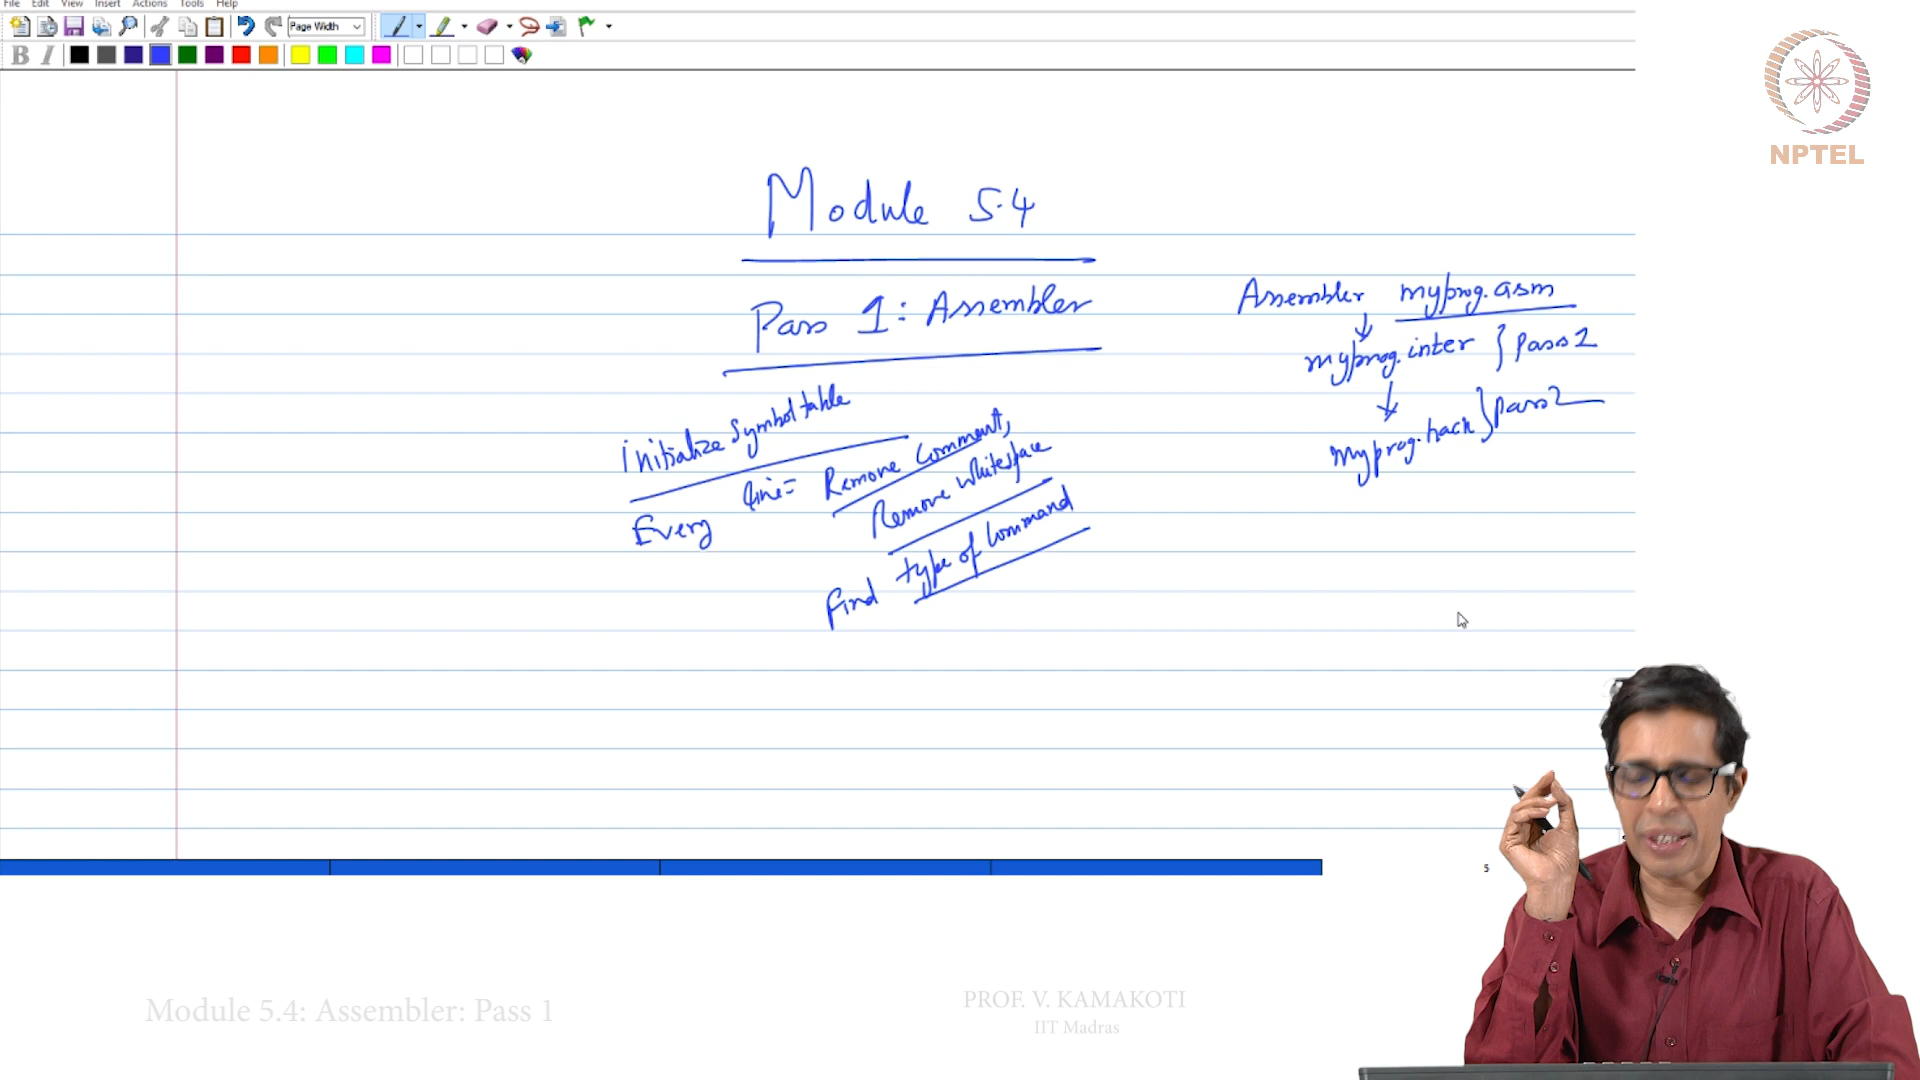 File Edit View Insert Actions Tools Help
Page Width
B I
NPTEL
Module 5.4
Pass 1: Assembler
Assembler myprog.asm
↓
myprog.inter } pass 1
↓
myprog.hack } pass 2
Initialize Symbol table
Every line = Remove Comment,
Remove Whitespace
Find type of Command
5
Module 5.4: Assembler: Pass 1
PROF. V. KAMAKOTI
IIT Madras